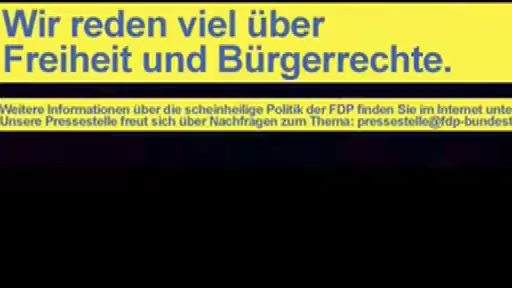 Wir reden viel über
Freiheit und Bürgerrechte.
Weitere Informationen über die scheinheilige Politik der FDP finden Sie im Internet unte
Unsere Pressestelle freut sich über Nachfragen zum Thema: pressestelle@fdp-bundest